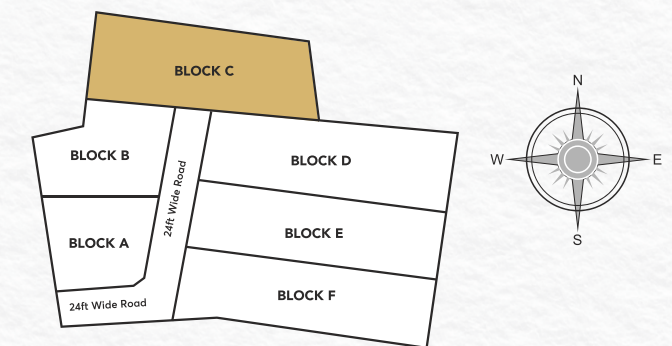 BLOCK C
N
BLOCK B
BLOCK D
W
E
24ft Wide Road
BLOCK A
BLOCK E
S
24ft Wide Road
BLOCK F